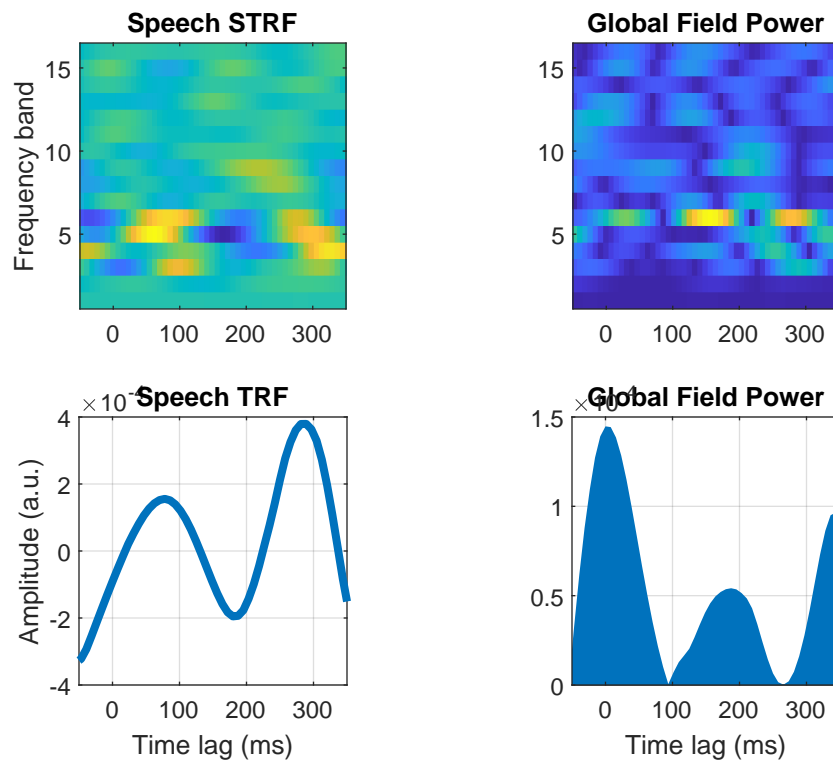 Speech STRF
Frequency band
15
10
5
0 100 200 300
Global Field Power
15
10
5
0 100 200 300
Speech TRF
× 10-4
Amplitude (a.u.)
4
2
0
-2
-4
0 100 200 300
Time lag (ms)
Global Field Power
1.5
1
0.5
0
0 100 200 300
Time lag (ms)